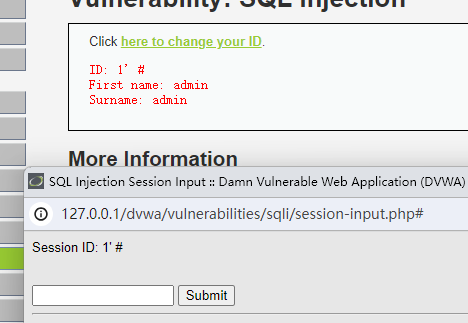 Vulnerability: SQL Injection
Click here to change your ID.
ID: 1' #
First name: admin
Surname: admin
More Information
SQL Injection Session Input :: Damn Vulnerable Web Application (DVWA)
127.0.0.1/dvwa/vulnerabilities/sqli/session-input.php#
Session ID: 1' #
Submit